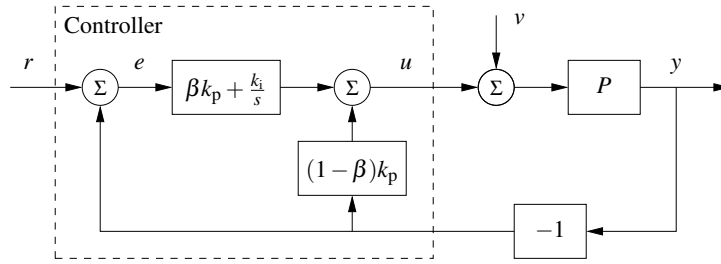 Controller
v
r
e
u
y
Σ
βk_p + k_i/s
Σ
Σ
P
(1 − β)k_p
−1